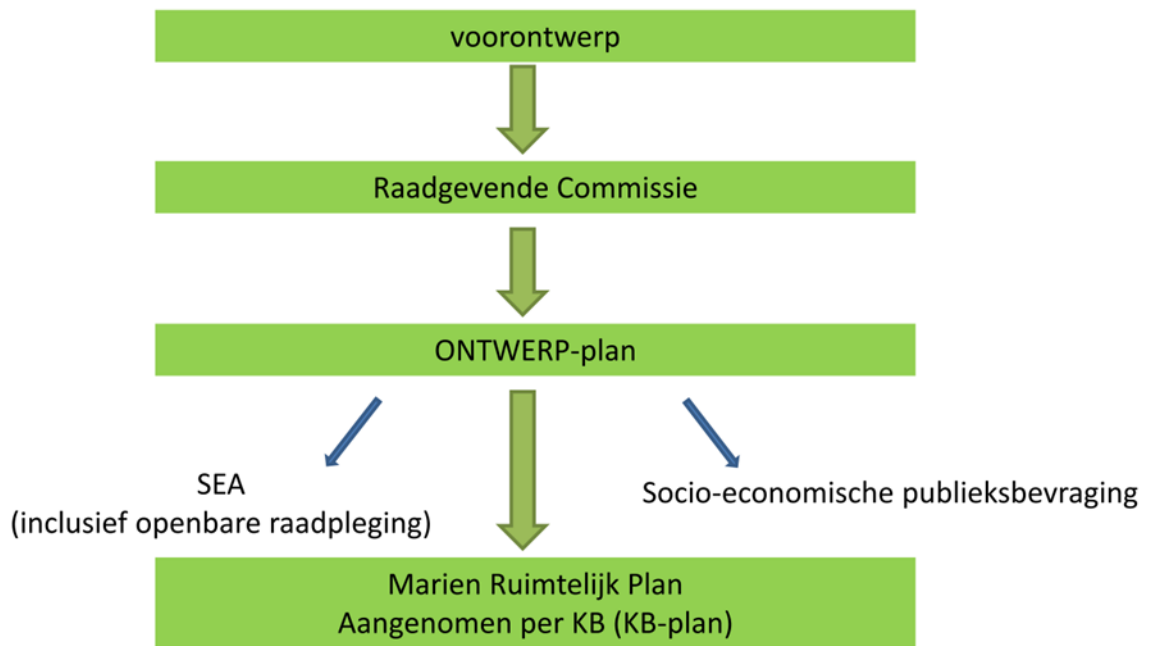 voorontwerp
Raadgevende Commissie
ONTWERP-plan
SEA
(inclusief openbare raadpleging)
Socio-economische publieksbevraging
Marien Ruimtelijk Plan
Aangenomen per KB (KB-plan)